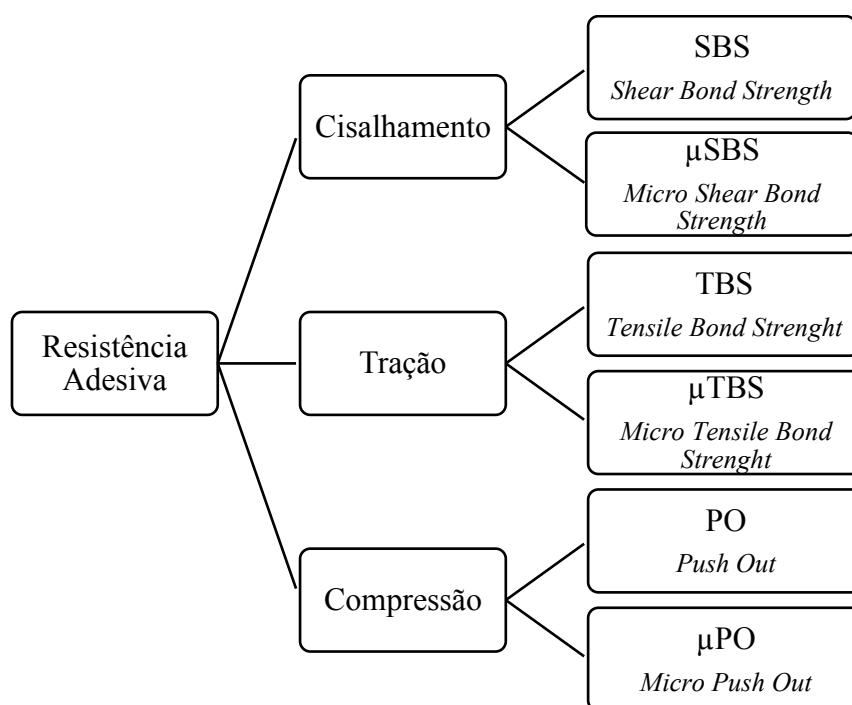 Resistência
Adesiva
Cisalhamento
SBS
Shear Bond Strength
µSBS
Micro Shear Bond
Strength
Tração
TBS
Tensile Bond Strenght
µTBS
Micro Tensile Bond
Strenght
Compressão
PO
Push Out
µPO
Micro Push Out